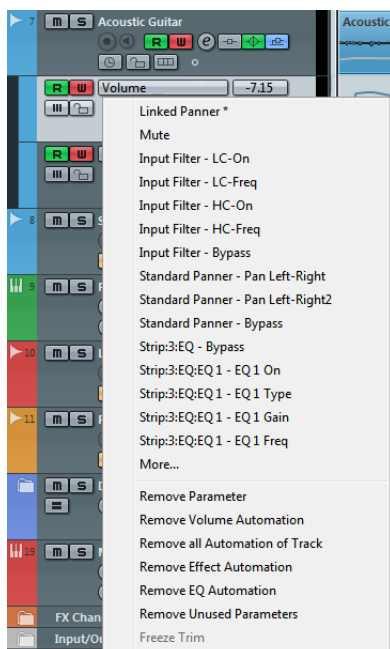 7 m S Acoustic Guitar
Acoustic
R W e
R W Volume -7.15
Linked Panner *
Mute
Input Filter - LC-On
R W
Input Filter - LC-Freq
Input Filter - HC-On
8 m S S
Input Filter - HC-Freq
Input Filter - Bypass
9 m S
Standard Panner - Pan Left-Right
Standard Panner - Pan Left-Right2
Standard Panner - Bypass
10 m S
Strip:3:EQ - Bypass
Strip:3:EQ:EQ 1 - EQ 1 On
Strip:3:EQ:EQ 1 - EQ 1 Type
11 m S
Strip:3:EQ:EQ 1 - EQ 1 Gain
Strip:3:EQ:EQ 1 - EQ 1 Freq
More...
m S
Remove Parameter
Remove Volume Automation
19 m S
Remove all Automation of Track
Remove Effect Automation
Remove EQ Automation
FX Chan
Remove Unused Parameters
Input/Ou
Freeze Trim